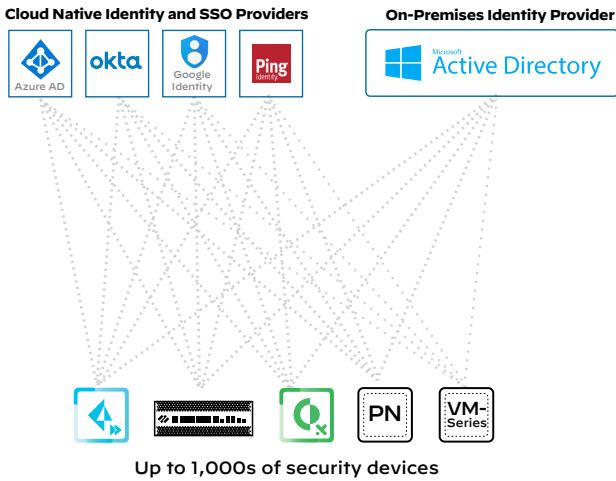 Cloud Native Identity and SSO Providers
On-Premises Identity Provider
Azure AD
okta
Google
Identity
Ping
Identity
Microsoft
Active Directory
PN
VM-
Series
Up to 1,000s of security devices